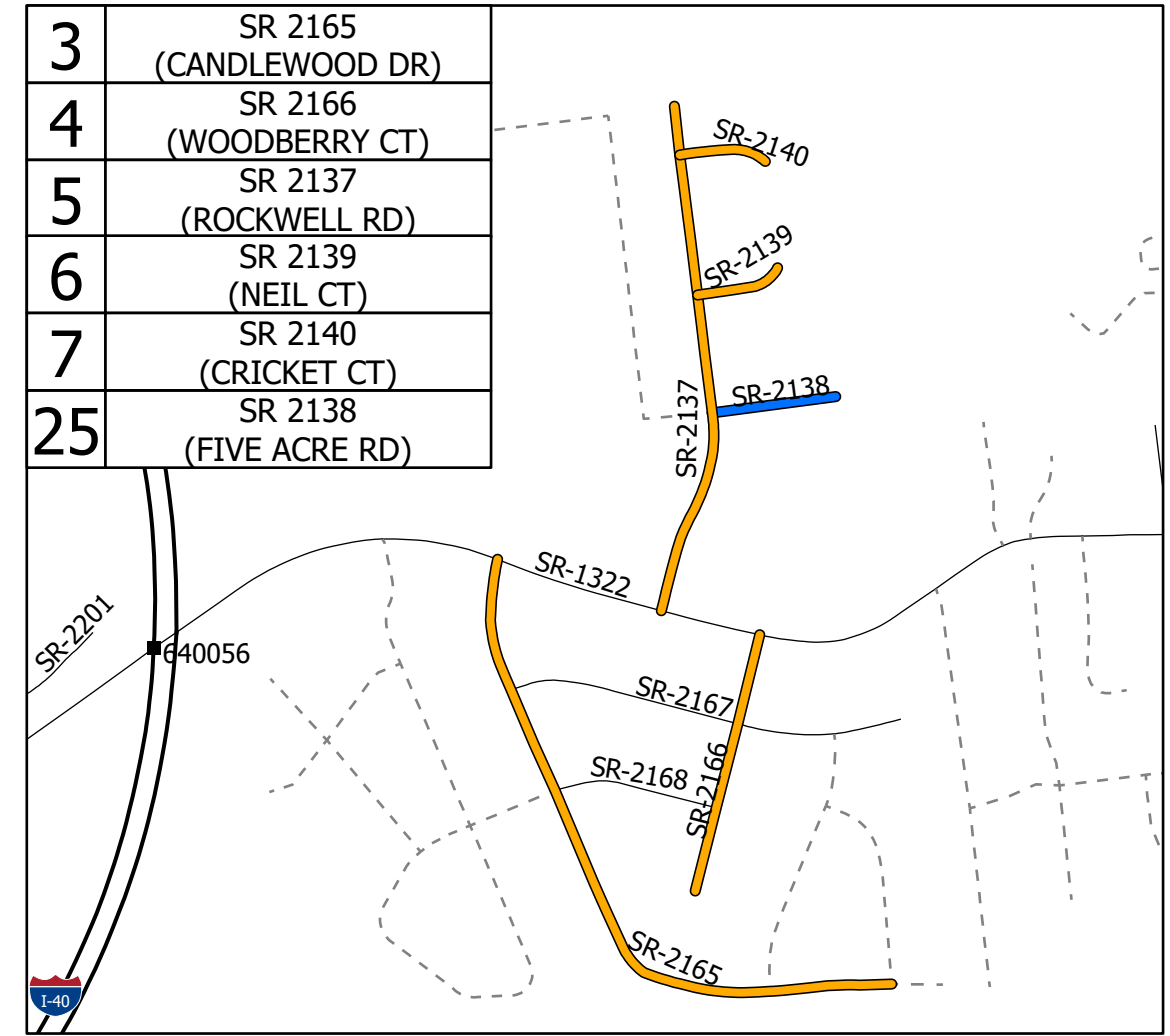 3
SR 2165
(CANDLEWOOD DR)
4
SR 2166
(WOODBERRY CT)
5
SR 2137
(ROCKWELL RD)
6
SR 2139
(NEIL CT)
7
SR 2140
(CRICKET CT)
25
SR 2138
(FIVE ACRE RD)
SR-2140
SR-2139
SR-2138
SR-2137
SR-1322
SR-2201
640056
SR-2167
SR-2168
SR-2166
SR-2165
I-40